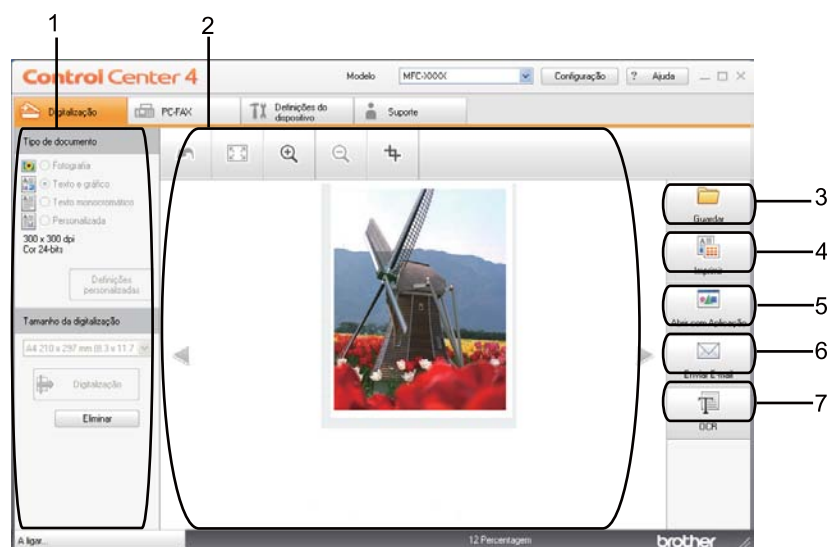 1
2
Control Center 4
Modelo
MFC-XXXX
Configuração
? Ajuda
Digitalização
PC-FAX
Definições do
dispositivo
Suporte
Tipo de documento
Fotografia
Texto e gráfico
Texto monocromático
Personalizada
300 x 300 dpi
Cor 24-bits
Definições
personalizadas
Tamanho da digitalização
A4 210 x 297 mm (8.3 x 11.7
Digitalização
Eliminar
Guardar
3
Imprimir
4
Abrir com Aplicação
5
Enviar E-mail
6
OCR
7
A ligar...
12 Percentagem
brother